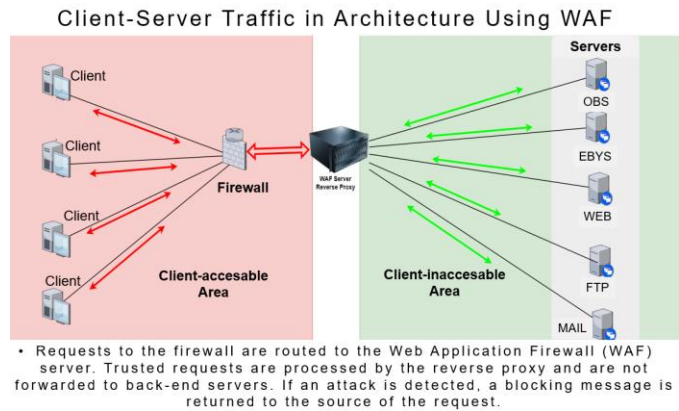 Client-Server Traffic in Architecture Using WAF
Servers
Client
OBS
Client
EBYS
Firewall
WAF Server
Reverse Proxy
WEB
Client
Client-accesable
Area
Client-inaccesable
Area
Client
FTP
MAIL
• Requests to the firewall are routed to the Web Application Firewall (WAF)
server. Trusted requests are processed by the reverse proxy and are not
forwarded to back-end servers. If an attack is detected, a blocking message is
returned to the source of the request.